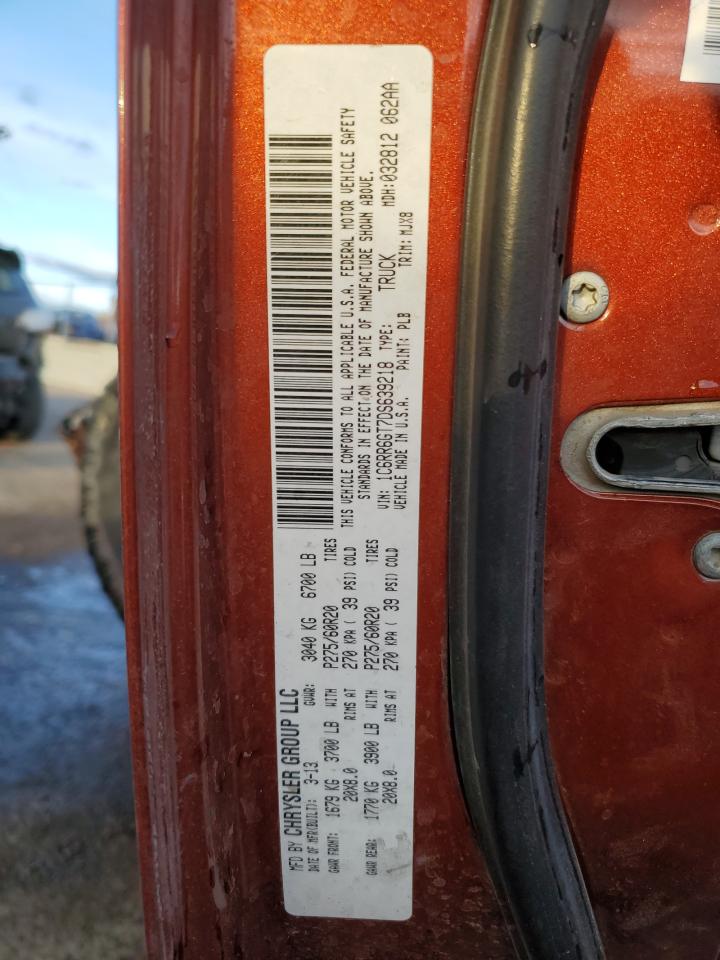 MFD BY CHRYSLER GROUP LLC
DATE OF MFR(BUILT): 3-13 GVWR: 3040 KG 6700 LB
GAWR FRONT: 1679 KG 3700 LB WITH P275/60R20 TIRES
20X8.0 RIMS AT 270 KPA ( 39 PSI) COLD
GAWR REAR: 1770 KG 3900 LB WITH P275/60R20 TIRES
20X8.0 RIMS AT 270 KPA ( 39 PSI) COLD
THIS VEHICLE CONFORMS TO ALL APPLICABLE U.S.A. FEDERAL MOTOR VEHICLE SAFETY
STANDARDS IN EFFECT ON THE DATE OF MANUFACTURE SHOWN ABOVE.
VIN: 1C6RR6GT7DS639218 TYPE: TRUCK MDH:032812 062AA
VEHICLE MADE IN U.S.A. PAINT: PLB TRIM: MJX8